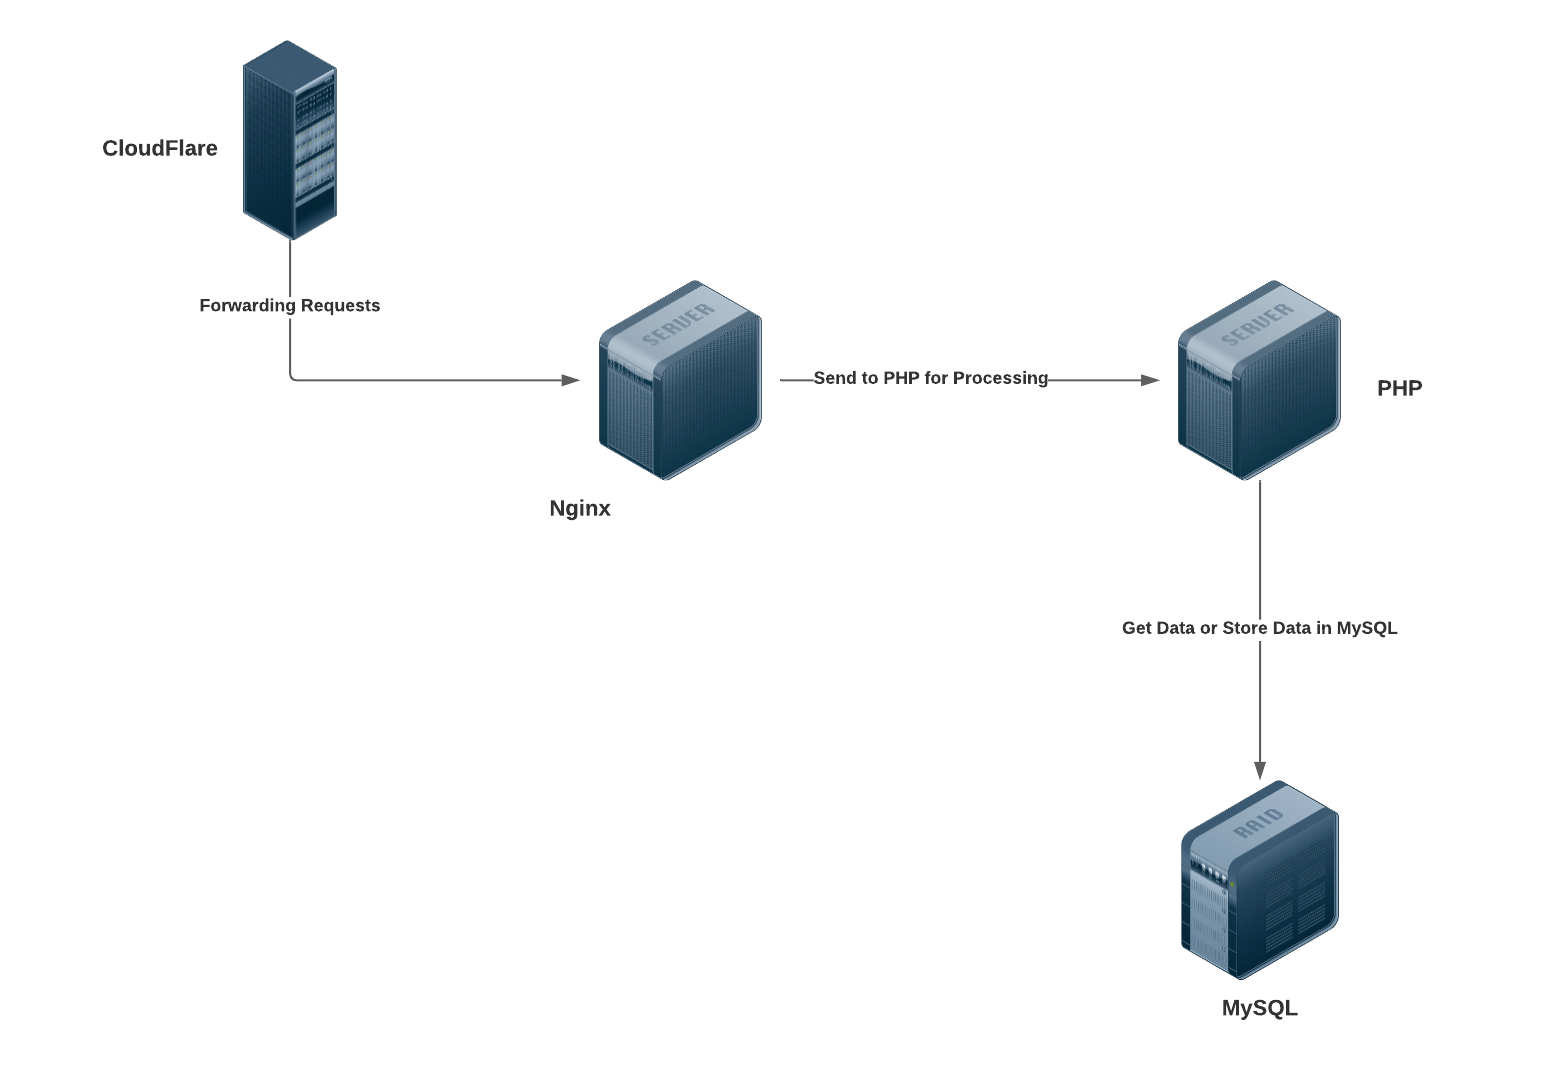 CloudFlare
Forwarding Requests
SERVER
Nginx
Send to PHP for Processing
SERVER
PHP
Get Data or Store Data in MySQL
RAID
MySQL